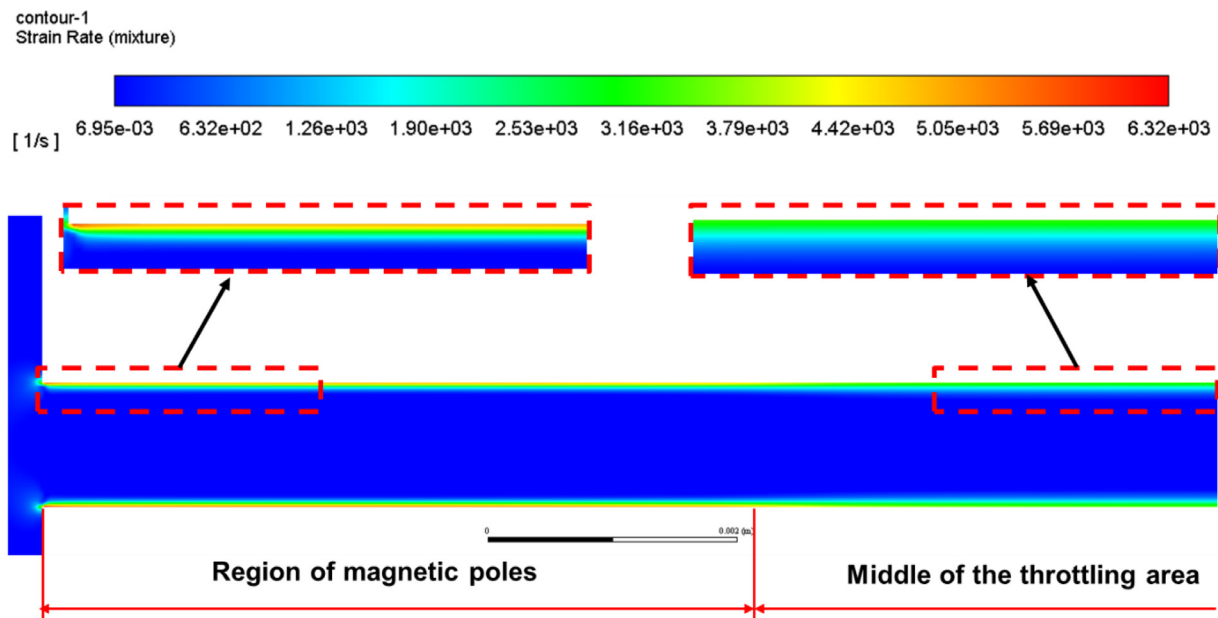 contour-1
Strain Rate (mixture)
6.95e-03 6.32e+02 1.26e+03 1.90e+03 2.53e+03 3.16e+03 3.79e+03 4.42e+03 5.05e+03 5.69e+03 6.32e+03
[ 1/s ]
0 0.002 (m)
Region of magnetic poles
Middle of the throttling area